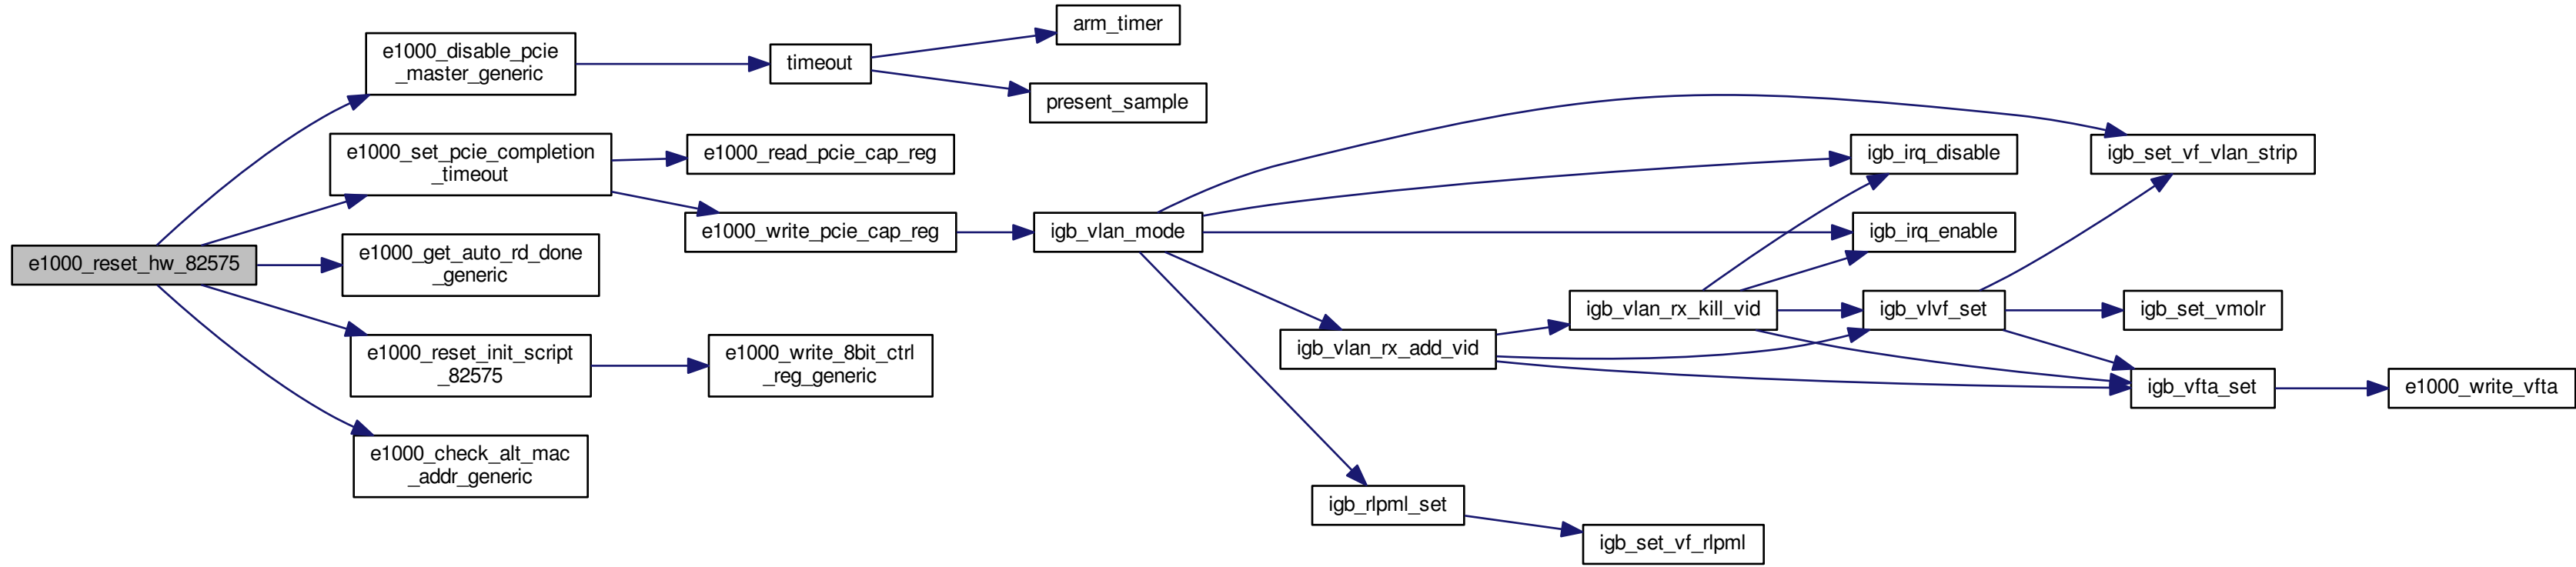 e1000_reset_hw_82575
e1000_disable_pcie
_master_generic
timeout
arm_timer
present_sample
e1000_set_pcie_completion
_timeout
e1000_read_pcie_cap_reg
e1000_write_pcie_cap_reg
igb_vlan_mode
igb_irq_disable
igb_set_vf_vlan_strip
igb_irq_enable
igb_vlan_rx_add_vid
igb_vlan_rx_kill_vid
igb_vlvf_set
igb_set_vmolr
igb_vfta_set
e1000_write_vfta
igb_rlpml_set
igb_set_vf_rlpml
e1000_get_auto_rd_done
_generic
e1000_reset_init_script
_82575
e1000_write_8bit_ctrl
_reg_generic
e1000_check_alt_mac
_addr_generic